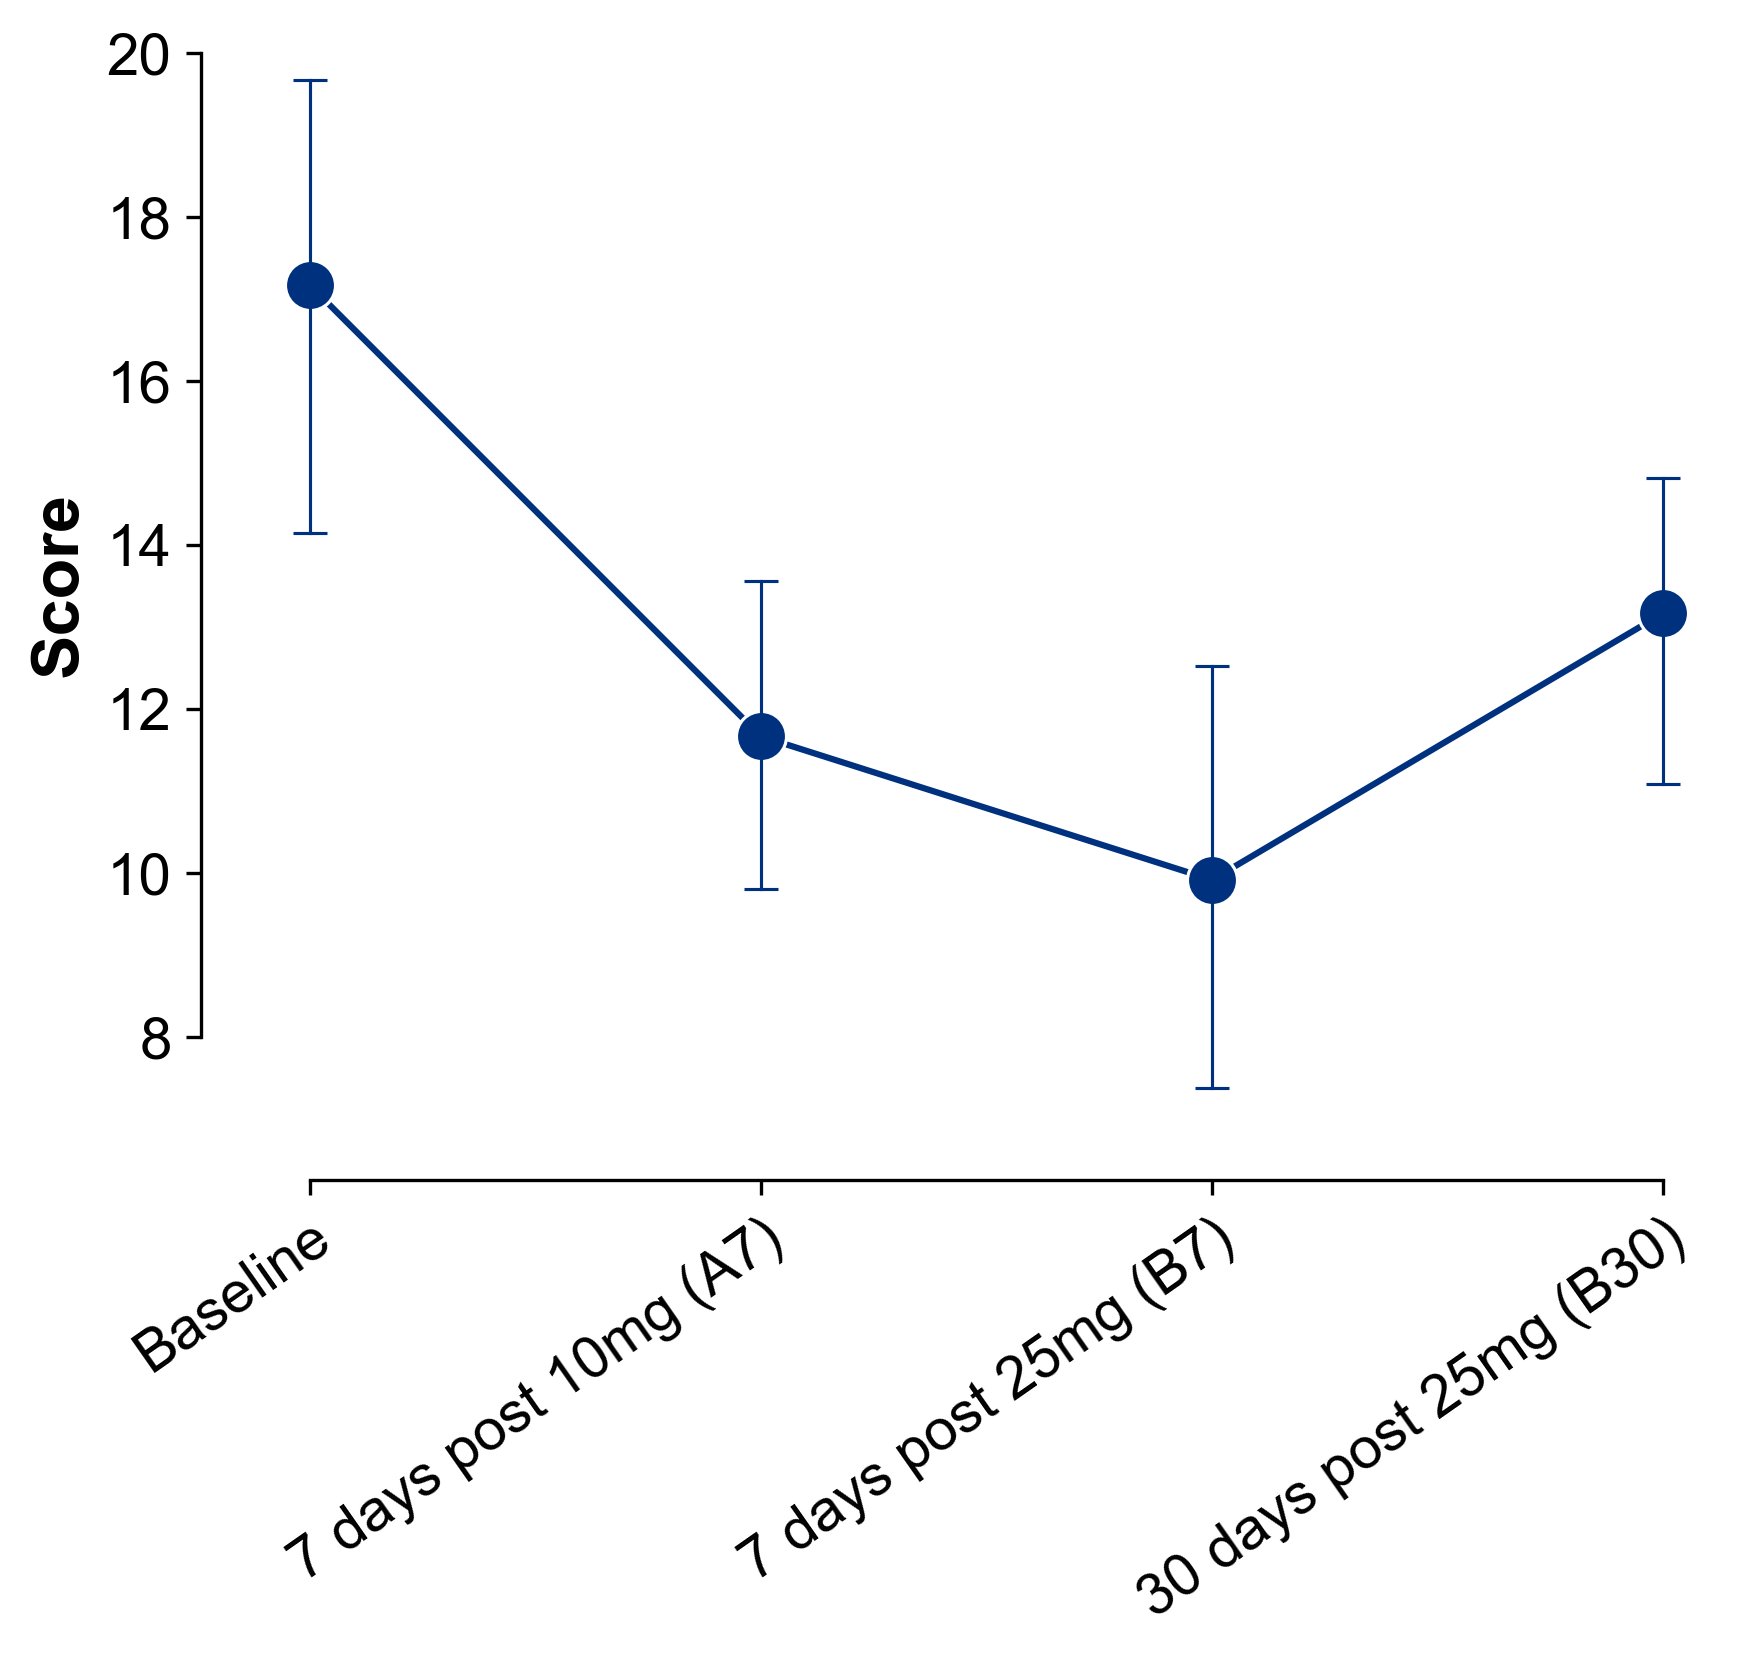 20
18
16
14
12
10
8
Score
Baseline
7 days post 10mg (A7)
7 days post 25mg (B7)
30 days post 25mg (B30)